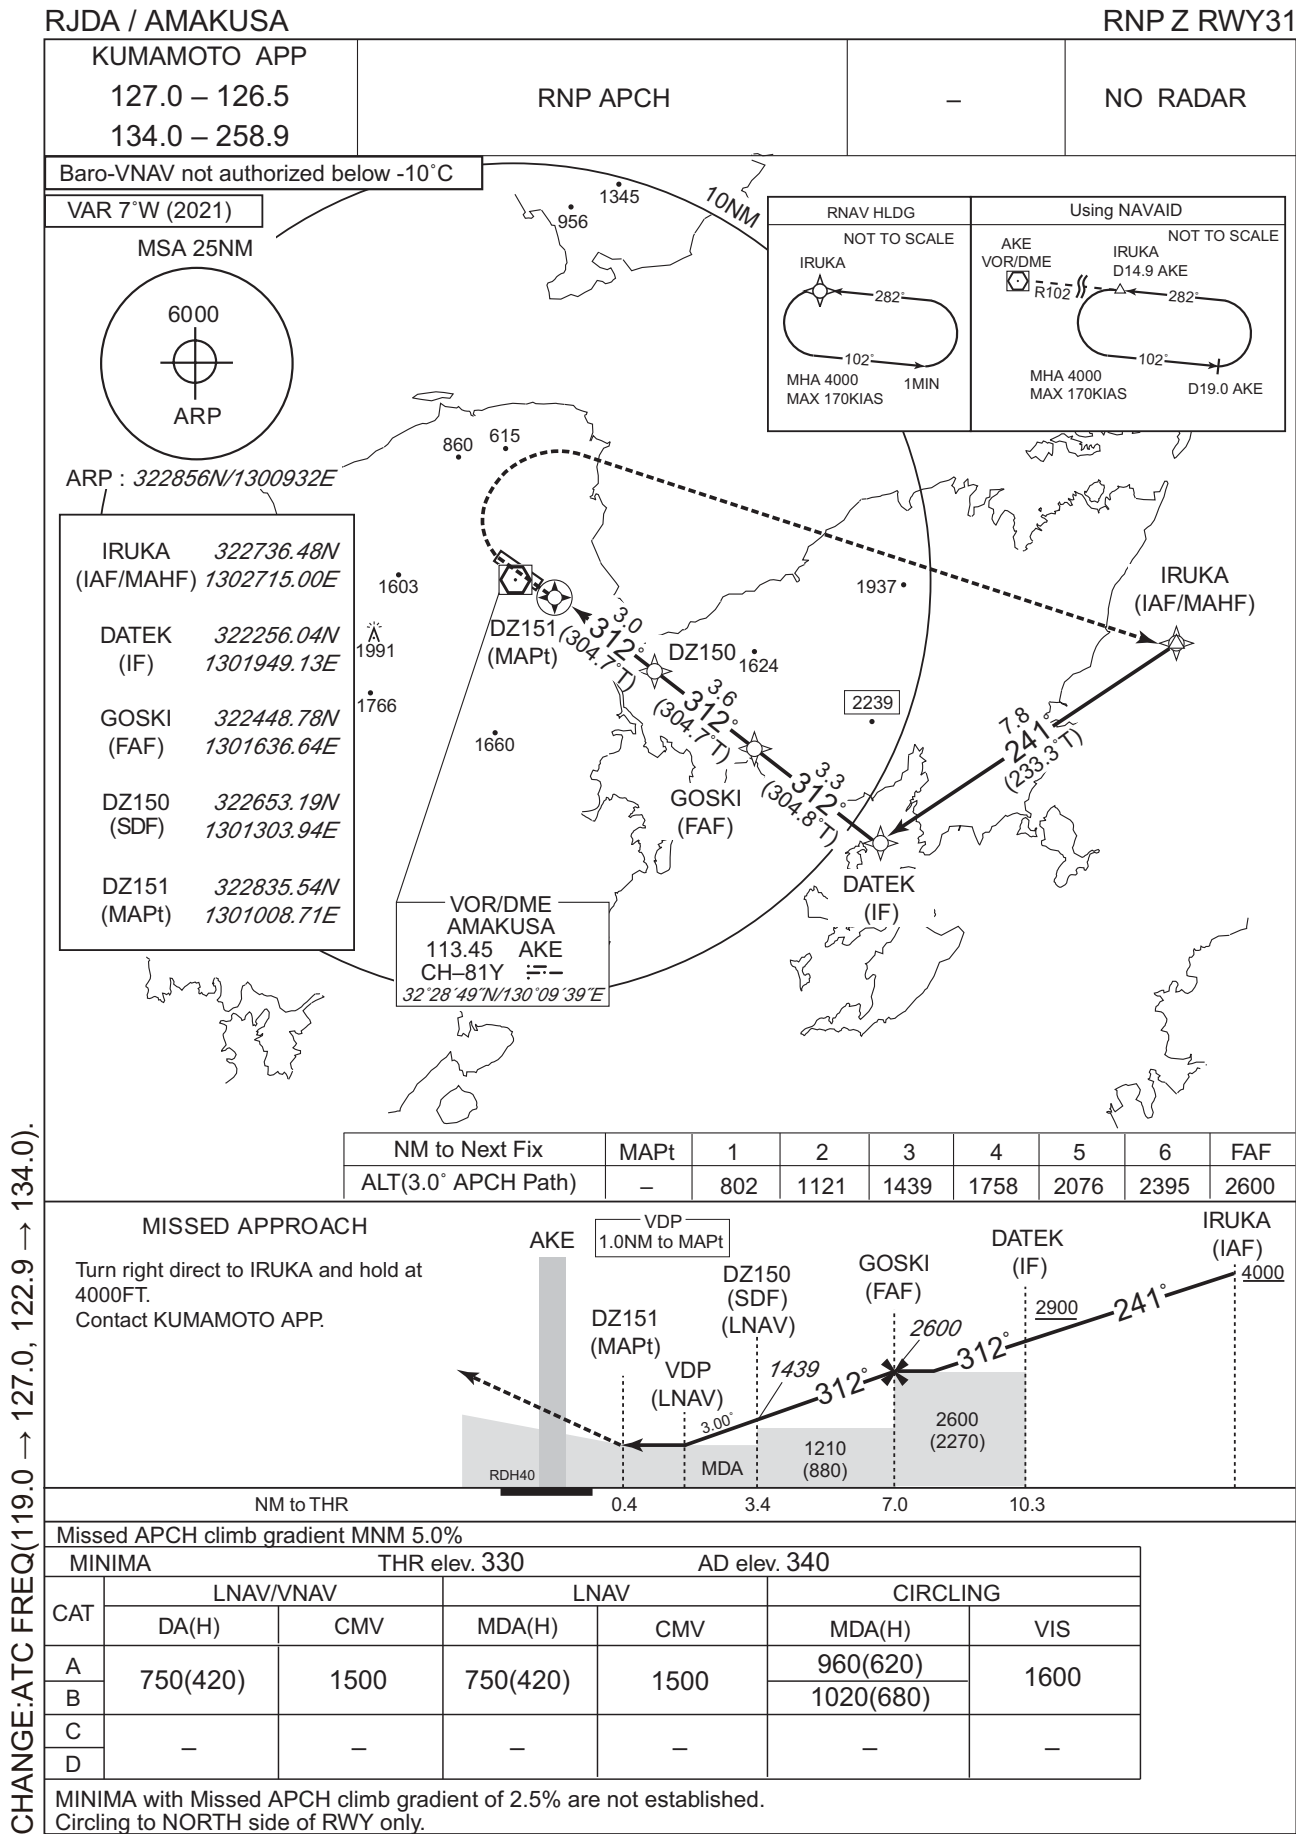 RJDA / AMAKUSA
RNP Z RWY31
KUMAMOTO APP
127.0 – 126.5
134.0 – 258.9
RNP APCH
–
NO RADAR
Baro-VNAV not authorized below -10˚C
VAR 7˚W (2021)
MSA 25NM
6000
ARP
ARP : 322856N/1300932E
1345
956
10NM
RNAV HLDG
NOT TO SCALE
IRUKA
282˚
102˚
MHA 4000
MAX 170KIAS
1MIN
Using NAVAID
NOT TO SCALE
AKE
VOR/DME
IRUKA
D14.9 AKE
R102
282˚
102˚
MHA 4000
MAX 170KIAS
D19.0 AKE
860
615
IRUKA 322736.48N
(IAF/MAHF) 1302715.00E
DATEK 322256.04N
(IF) 1301949.13E
GOSKI 322448.78N
(FAF) 1301636.64E
DZ150 322653.19N
(SDF) 1301303.94E
DZ151 322835.54N
(MAPt) 1301008.71E
1603
1991
1766
1660
1937
1624
2239
IRUKA
(IAF/MAHF)
DZ151
(MAPt)
3.0
312˚
(304.7˚T)
DZ150
3.6
312˚
(304.7˚T)
GOSKI
(FAF)
3.3
312˚
(304.8˚T)
7.8
241˚
(233.3˚T)
DATEK
(IF)
VOR/DME
AMAKUSA
113.45 AKE
CH–81Y
32˚28´49˝N/130˚09´39˝E
NM to Next Fix MAPt 1 2 3 4 5 6 FAF
ALT(3.0˚ APCH Path) – 802 1121 1439 1758 2076 2395 2600
MISSED APPROACH
Turn right direct to IRUKA and hold at
4000FT.
Contact KUMAMOTO APP.
AKE
VDP
1.0NM to MAPt
DZ151
(MAPt)
VDP
(LNAV)
DZ150
(SDF)
(LNAV)
GOSKI
(FAF)
DATEK
(IF)
IRUKA
(IAF)
4000
2900
241˚
2600
312˚
1439
312˚
3.00˚
2600
(2270)
1210
(880)
MDA
RDH40
NM to THR 0.4 3.4 7.0 10.3
Missed APCH climb gradient MNM 5.0%
MINIMA THR elev. 330 AD elev. 340
CAT LNAV/VNAV LNAV CIRCLING
DA(H) CMV MDA(H) CMV MDA(H) VIS
A 750(420) 1500 750(420) 1500 960(620) 1600
B 1020(680)
C – – – – – –
D
MINIMA with Missed APCH climb gradient of 2.5% are not established.
Circling to NORTH side of RWY only.
CHANGE:ATC FREQ(119.0 → 127.0, 122.9 → 134.0).